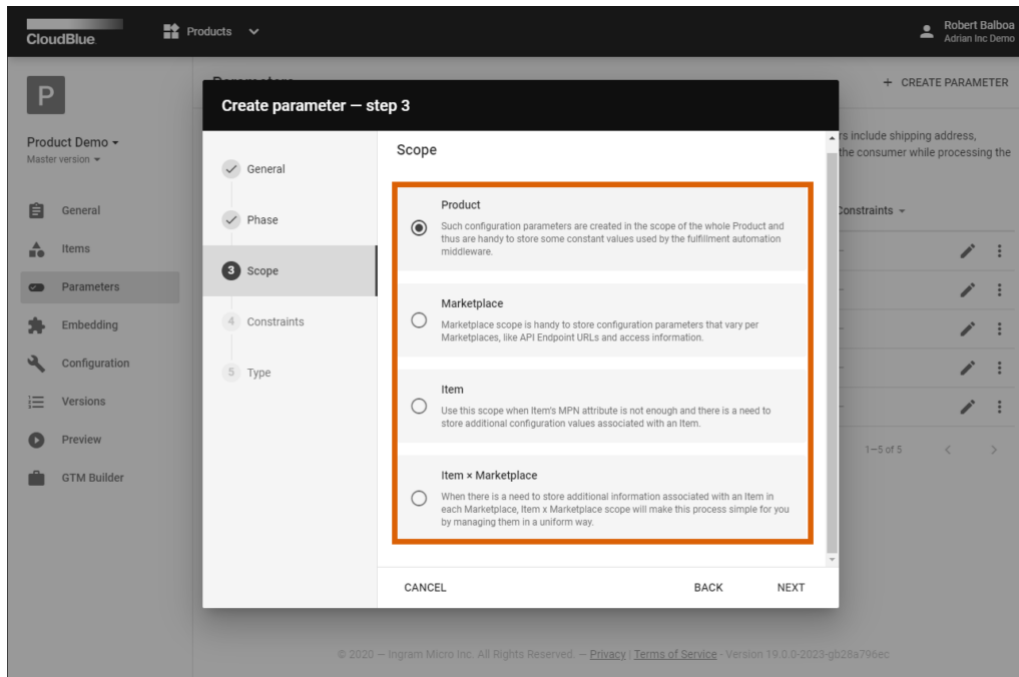 CloudBlue
Products
Robert Balboa
Adrian Inc Demo
P
Product Demo
Master version
General
Items
Parameters
Embedding
Configuration
Versions
Preview
GTM Builder
Parameters
+ CREATE PARAMETER
rs include shipping address,
the consumer while processing the
Constraints
1–5 of 5
Create parameter — step 3
General
Phase
3 Scope
4 Constraints
5 Type
Scope
Product
Such configuration parameters are created in the scope of the whole Product and
thus are handy to store some constant values used by the fulfillment automation
middleware.
Marketplace
Marketplace scope is handy to store configuration parameters that vary per
Marketplaces, like API Endpoint URLs and access information.
Item
Use this scope when Item's MPN attribute is not enough and there is a need to
store additional configuration values associated with an Item.
Item × Marketplace
When there is a need to store additional information associated with an Item in
each Marketplace, Item x Marketplace scope will make this process simple for you
by managing them in a uniform way.
CANCEL
BACK
NEXT
© 2020 — Ingram Micro Inc. All Rights Reserved. — Privacy | Terms of Service - Version 19.0.0-2023-gb28a796ec